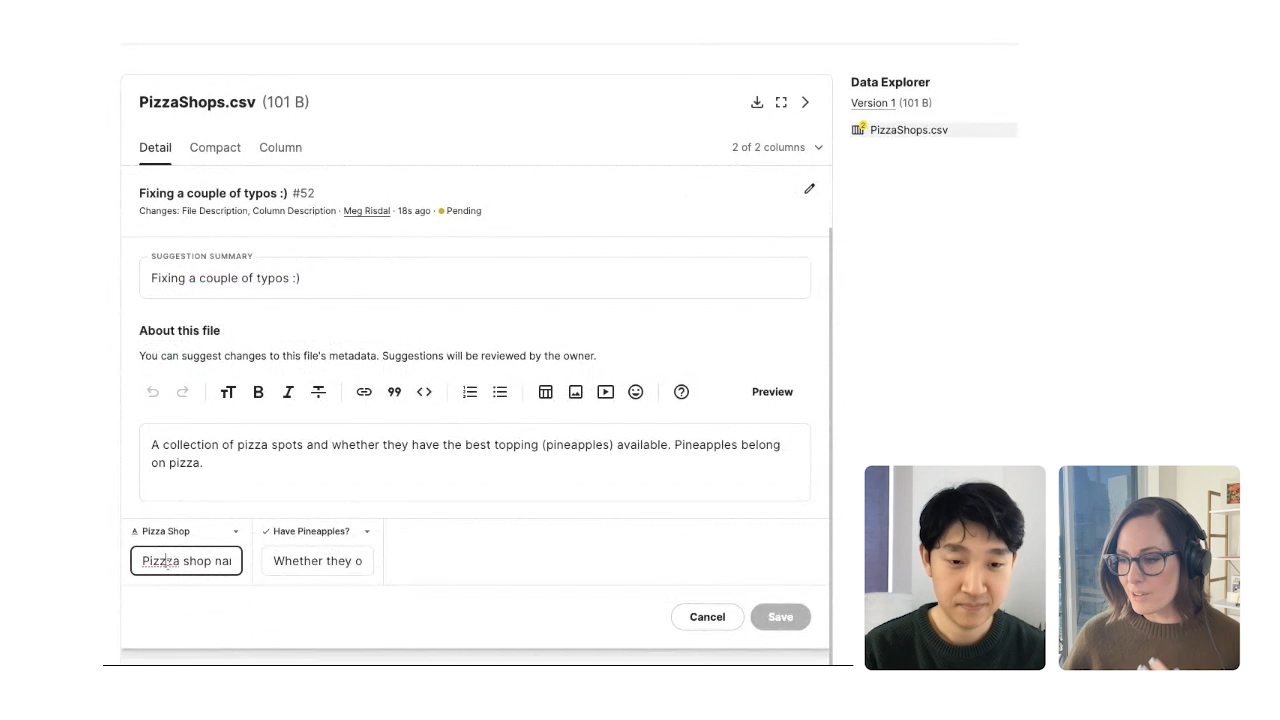 PizzaShops.csv (101 B)
Detail Compact Column
2 of 2 columns
Fixing a couple of typos :) #52
Changes: File Description, Column Description · Meg Risdal · 18s ago · Pending
SUGGESTION SUMMARY
Fixing a couple of typos :)
About this file
You can suggest changes to this file's metadata. Suggestions will be reviewed by the owner.
Preview
A collection of pizza spots and whether they have the best topping (pineapples) available. Pineapples belong
on pizza.
Pizza Shop Have Pineapples?
Pizzza shop nai Whether they o
Cancel Save
Data Explorer
Version 1 (101 B)
2
PizzaShops.csv